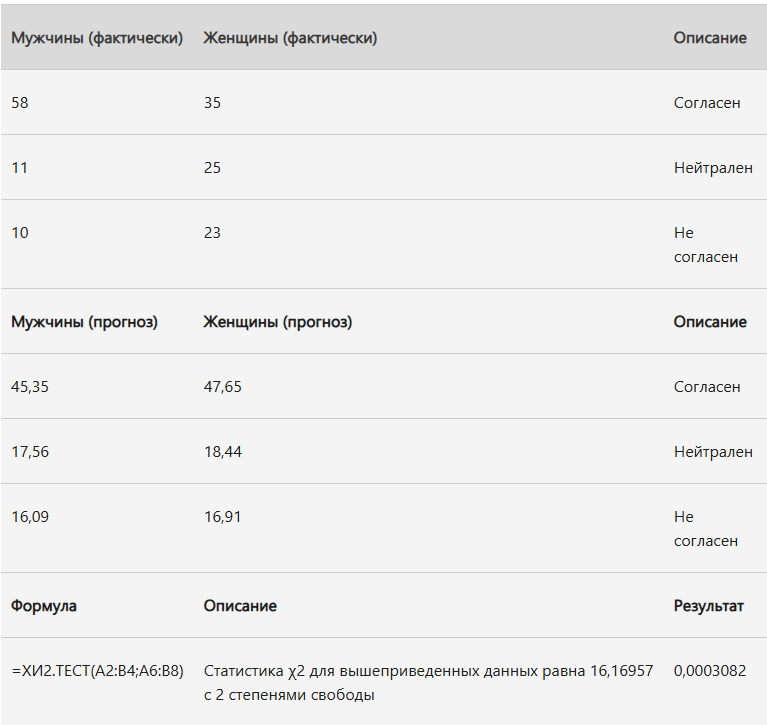 Мужчины (фактически) Женщины (фактически) Описание
58 35 Согласен
11 25 Нейтрален
10 23 Не
согласен
Мужчины (прогноз) Женщины (прогноз) Описание
45,35 47,65 Согласен
17,56 18,44 Нейтрален
16,09 16,91 Не
согласен
Формула Описание Результат
=ХИ2.ТЕСТ(A2:B4;A6:B8) Статистика χ2 для вышеприведенных данных равна 16,16957 0,0003082
с 2 степенями свободы